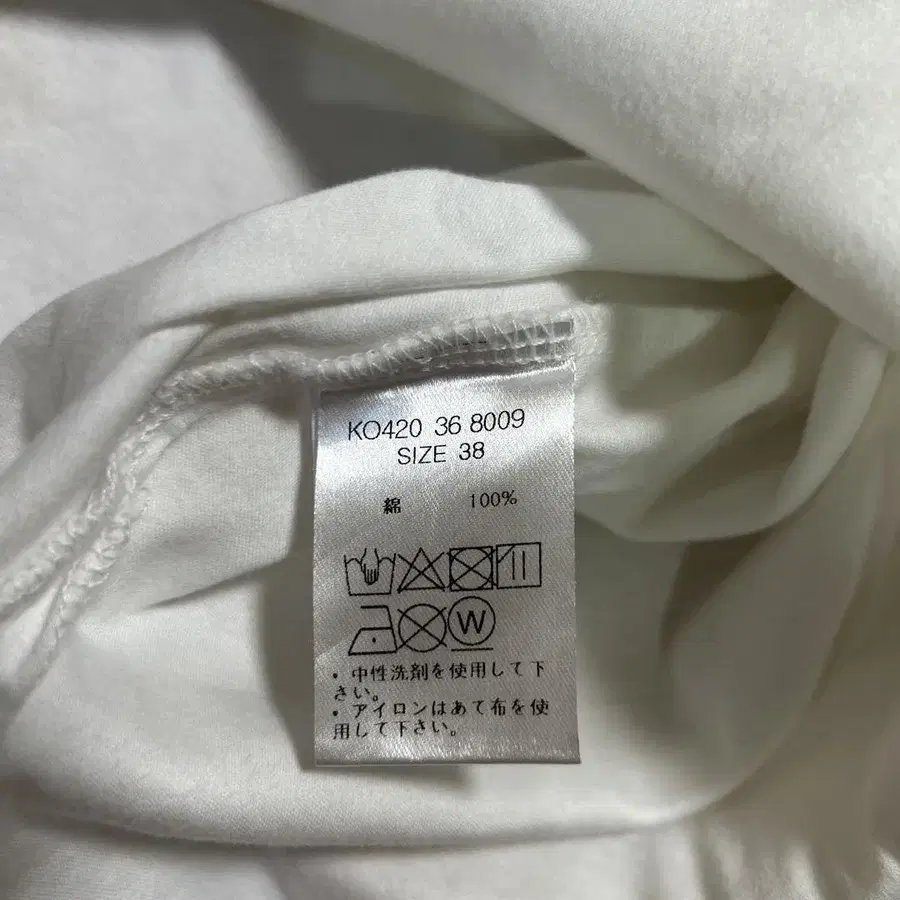 KO420 36 8009
SIZE 38
綿 100%
W
・中性洗剤を使用して下
さい。
・アイロンはあて布を使
用して下さい。